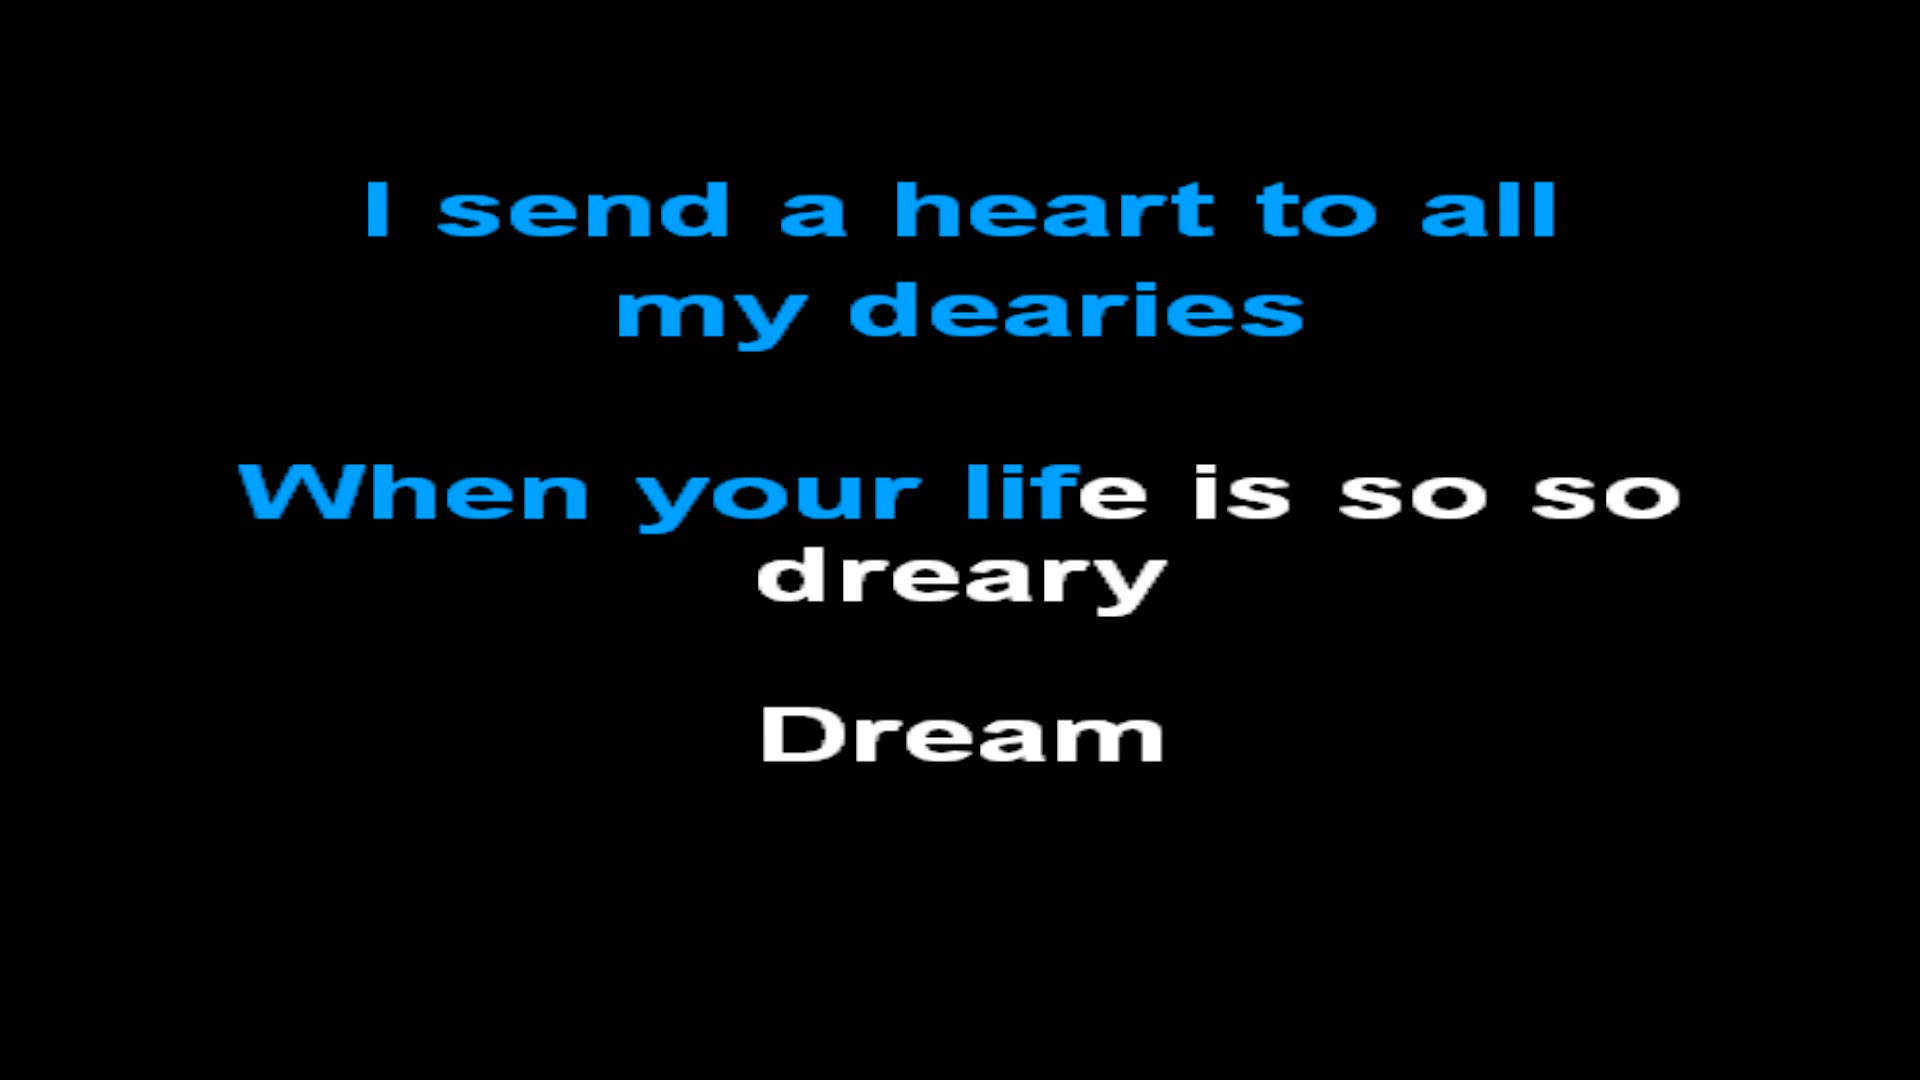 I send a heart to all
my dearies
When your life is so so
dreary
Dream